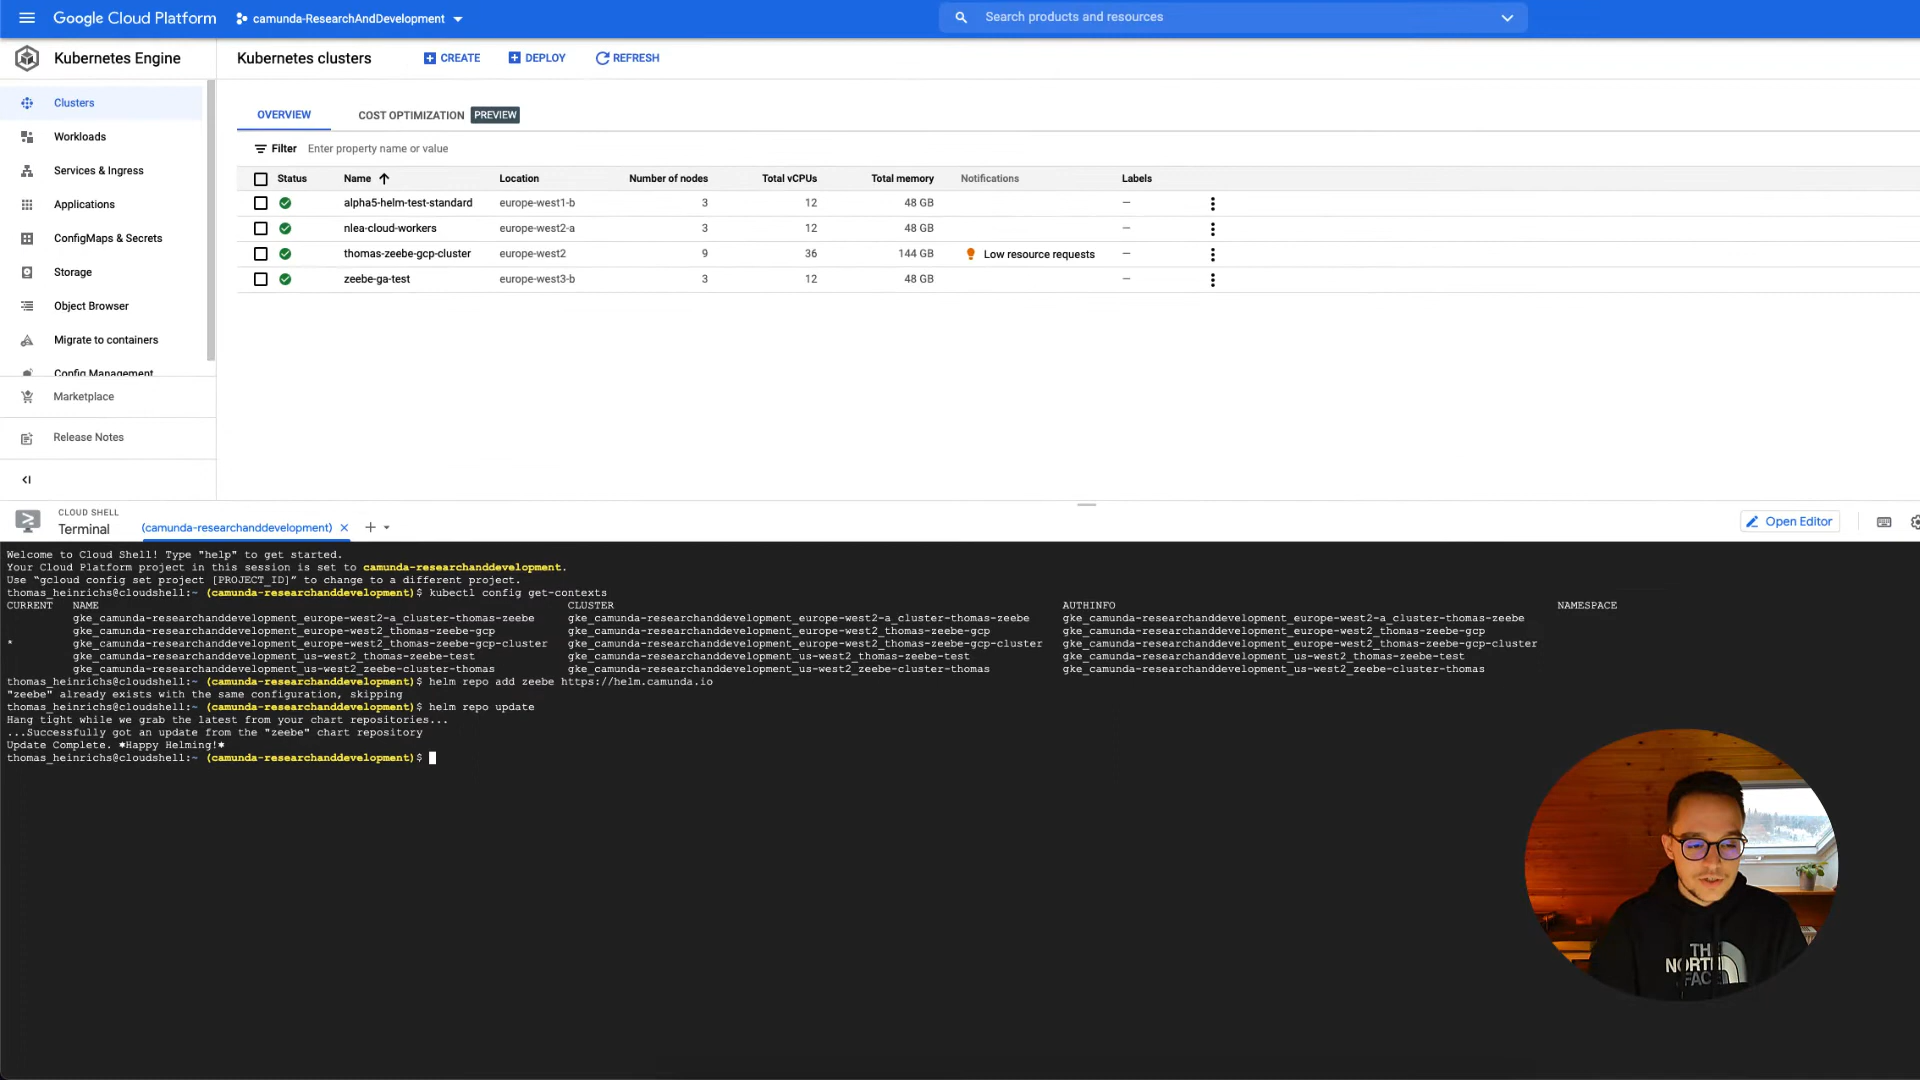 Google Cloud Platform
camunda-ResearchAndDevelopment
Search products and resources
Kubernetes Engine
Kubernetes clusters
CREATE
DEPLOY
REFRESH
Clusters
Workloads
Services & Ingress
Applications
ConfigMaps & Secrets
Storage
Object Browser
Migrate to containers
Config Management
Marketplace
Release Notes
OVERVIEW
COST OPTIMIZATION PREVIEW
Filter Enter property name or value
Status Name Location Number of nodes Total vCPUs Total memory Notifications Labels
alpha5-helm-test-standard europe-west1-b 3 12 48 GB —
nlea-cloud-workers europe-west2-a 3 12 48 GB —
thomas-zeebe-gcp-cluster europe-west2 9 36 144 GB Low resource requests —
zeebe-ga-test europe-west3-b 3 12 48 GB —
CLOUD SHELL
Terminal
(camunda-researchanddevelopment)
Open Editor
Welcome to Cloud Shell! Type "help" to get started.
Your Cloud Platform project in this session is set to camunda-researchanddevelopment.
Use “gcloud config set project [PROJECT_ID]” to change to a different project.
thomas_heinrichs@cloudshell:~ (camunda-researchanddevelopment)$ kubectl config get-contexts
CURRENT NAME CLUSTER AUTHINFO NAMESPACE
gke_camunda-researchanddevelopment_europe-west2-a_cluster-thomas-zeebe gke_camunda-researchanddevelopment_europe-west2-a_cluster-thomas-zeebe gke_camunda-researchanddevelopment_europe-west2-a_cluster-thomas-zeebe
gke_camunda-researchanddevelopment_europe-west2_thomas-zeebe-gcp gke_camunda-researchanddevelopment_europe-west2_thomas-zeebe-gcp gke_camunda-researchanddevelopment_europe-west2_thomas-zeebe-gcp
* gke_camunda-researchanddevelopment_europe-west2_thomas-zeebe-gcp-cluster gke_camunda-researchanddevelopment_europe-west2_thomas-zeebe-gcp-cluster gke_camunda-researchanddevelopment_europe-west2_thomas-zeebe-gcp-cluster
gke_camunda-researchanddevelopment_us-west2_thomas-zeebe-test gke_camunda-researchanddevelopment_us-west2_thomas-zeebe-test gke_camunda-researchanddevelopment_us-west2_thomas-zeebe-test
gke_camunda-researchanddevelopment_us-west2_zeebe-cluster-thomas gke_camunda-researchanddevelopment_us-west2_zeebe-cluster-thomas gke_camunda-researchanddevelopment_us-west2_zeebe-cluster-thomas
thomas_heinrichs@cloudshell:~ (camunda-researchanddevelopment)$ helm repo add zeebe https://helm.camunda.io
"zeebe" already exists with the same configuration, skipping
thomas_heinrichs@cloudshell:~ (camunda-researchanddevelopment)$ helm repo update
Hang tight while we grab the latest from your chart repositories...
...Successfully got an update from the "zeebe" chart repository
Update Complete. *Happy Helming!*
thomas_heinrichs@cloudshell:~ (camunda-researchanddevelopment)$
THE
NORTH
FACE